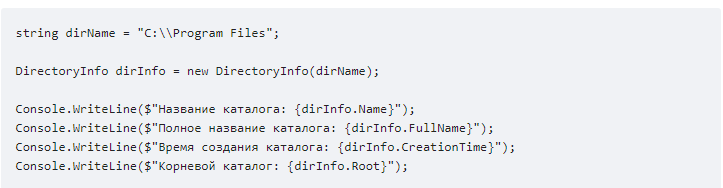 string dirName = "C:\\Program Files";
DirectoryInfo dirInfo = new DirectoryInfo(dirName);
Console.WriteLine($"Название каталога: {dirInfo.Name}");
Console.WriteLine($"Полное название каталога: {dirInfo.FullName}");
Console.WriteLine($"Время создания каталога: {dirInfo.CreationTime}");
Console.WriteLine($"Корневой каталог: {dirInfo.Root}");